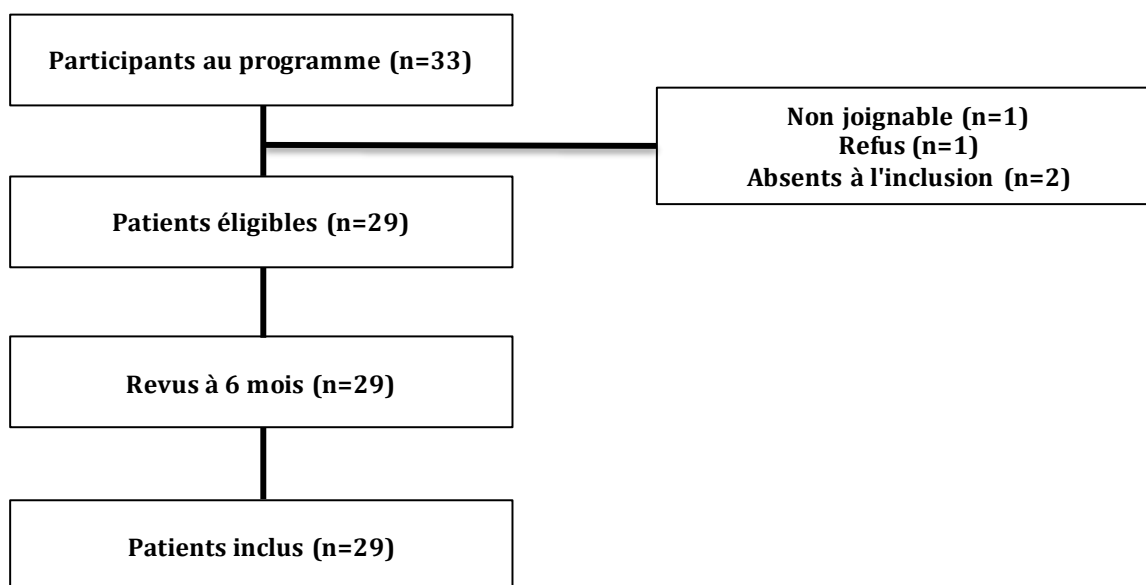 Participants au programme (n=33)
Non joignable (n=1)
Refus (n=1)
Absents à l'inclusion (n=2)
Patients éligibles (n=29)
Revus à 6 mois (n=29)
Patients inclus (n=29)